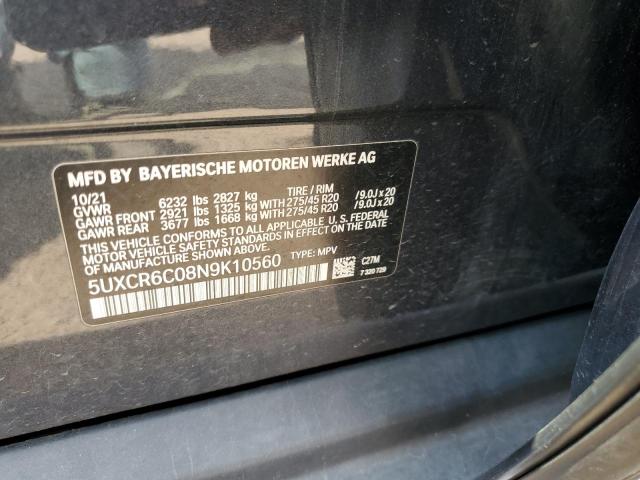 MFD BY BAYERISCHE MOTOREN WERKE AG
10/21 TIRE / RIM
GVWR 6232 lbs 2827 kg
GAWR FRONT 2921 lbs 1325 kg WITH 275/45 R20 /9.0J x 20
GAWR REAR 3677 lbs 1668 kg WITH 275/45 R20 /9.0J x 20
THIS VEHICLE CONFORMS TO ALL APPLICABLE U.S. FEDERAL
MOTOR VEHICLE SAFETY STANDARDS IN EFFECT ON THE DATE
OF MANUFACTURE SHOWN ABOVE.
5UXCR6C08N9K10560 TYPE: MPV
C27M
7 320 729